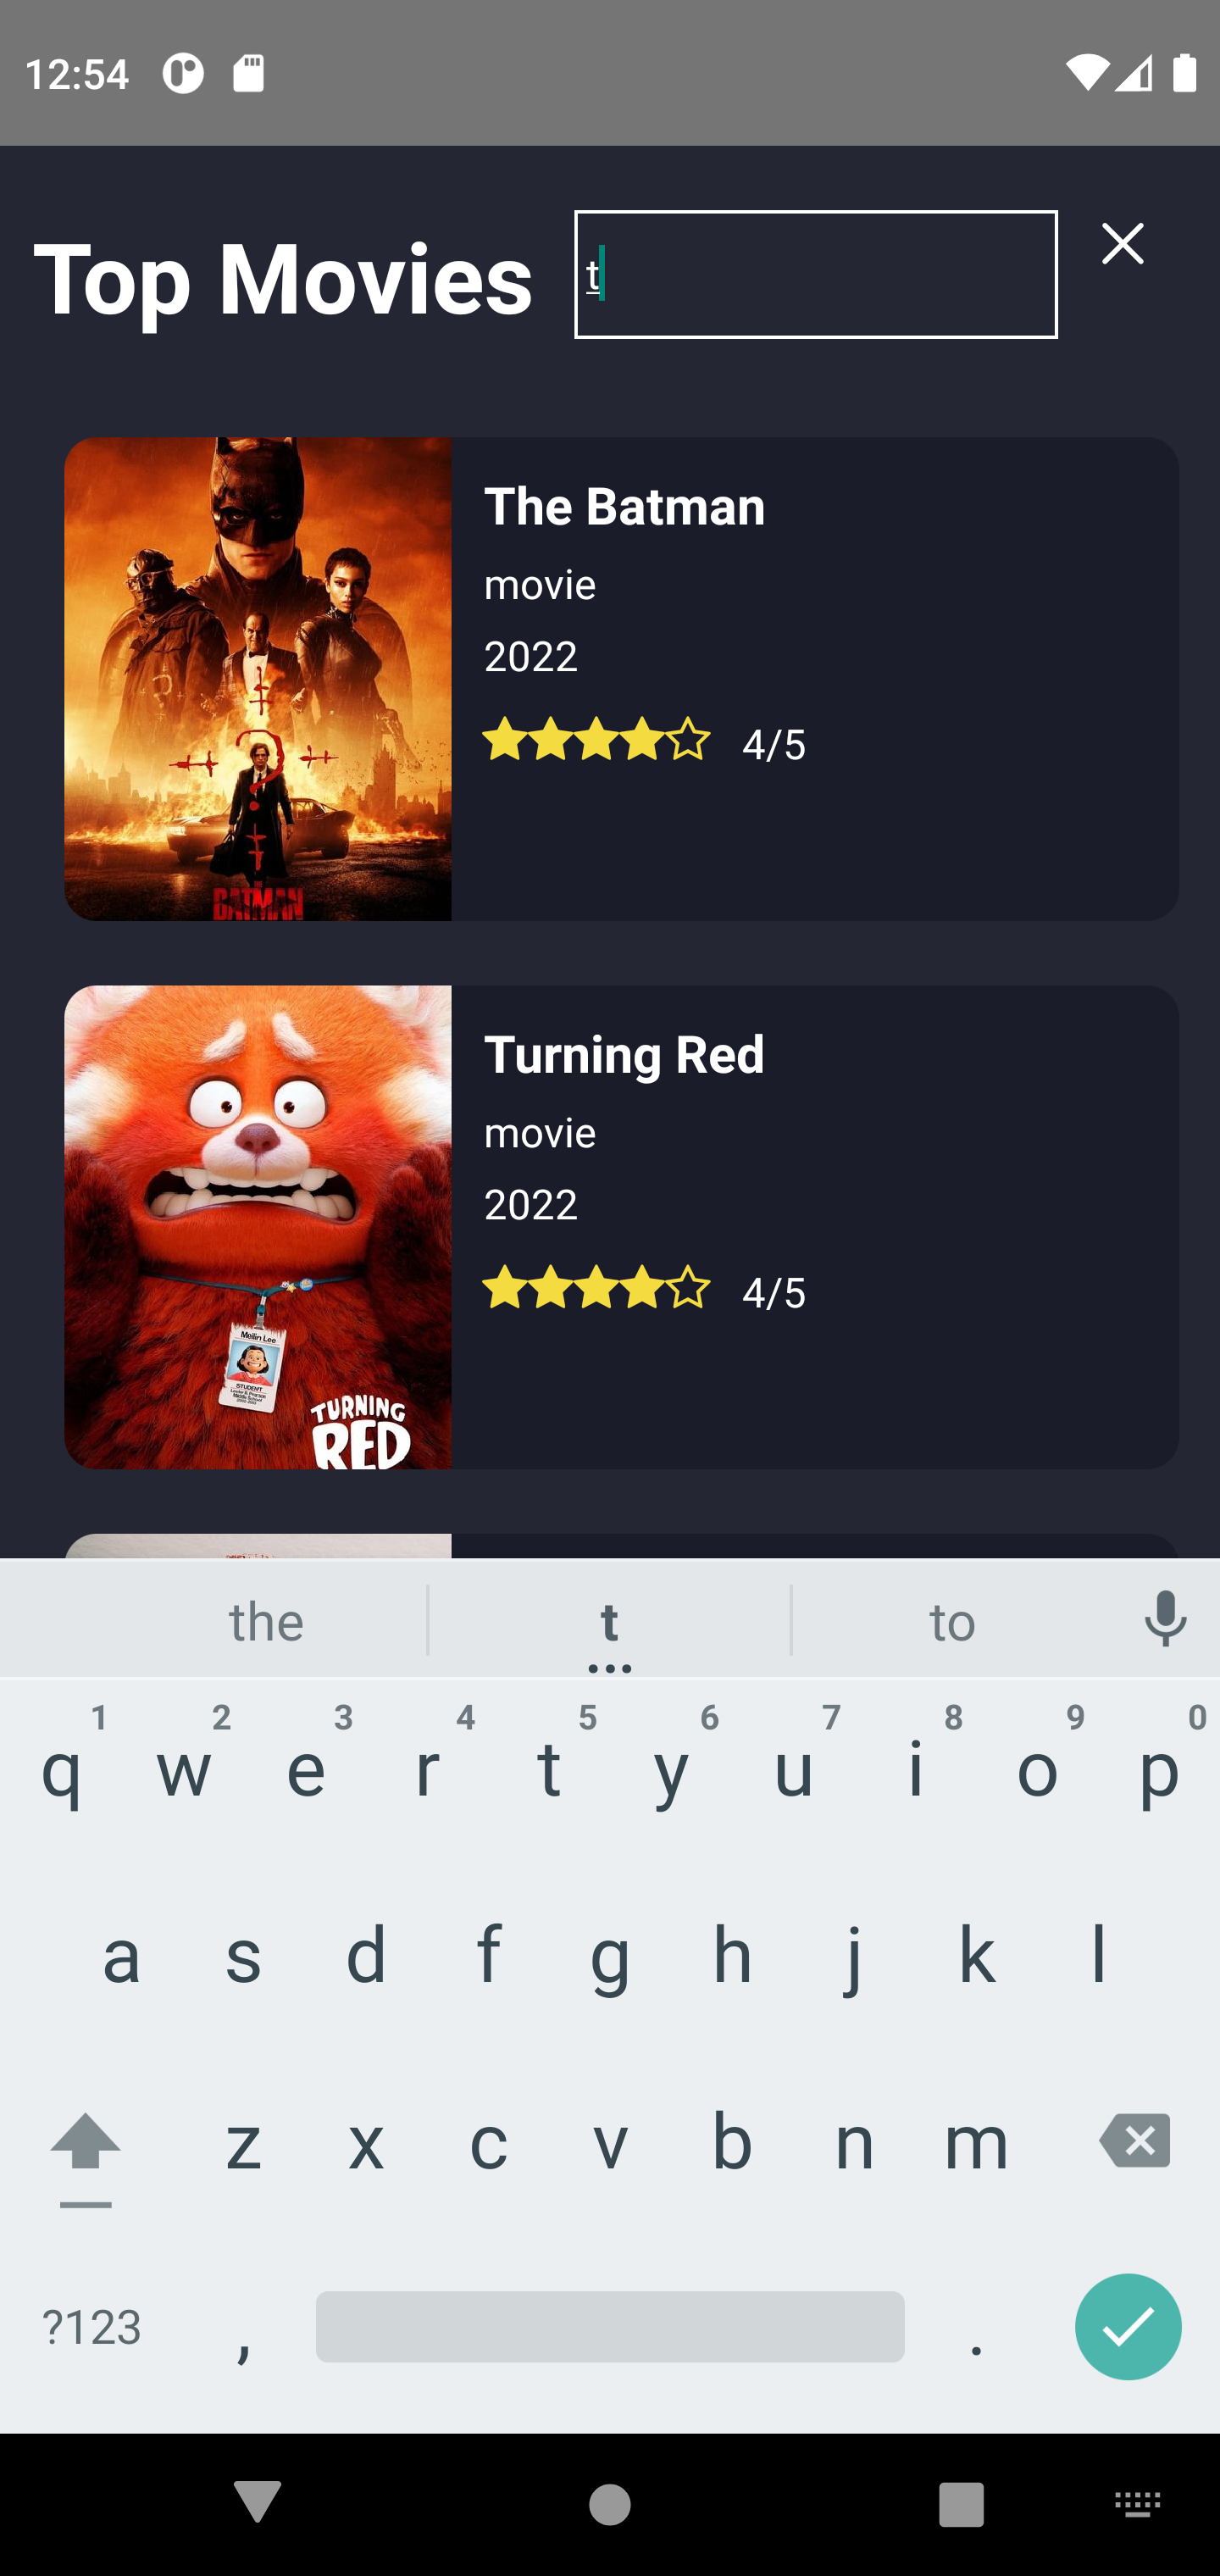 12:54
Top Movies
t
The Batman
movie
2022
4/5
BATMAN
Turning Red
movie
2022
4/5
Meilin Lee
STUDENT
TURNING
RED
the t to
1 2 3 4 5 6 7 8 9 0
q w e r t y u i o p
a s d f g h j k l
z x c v b n m
?123 , .